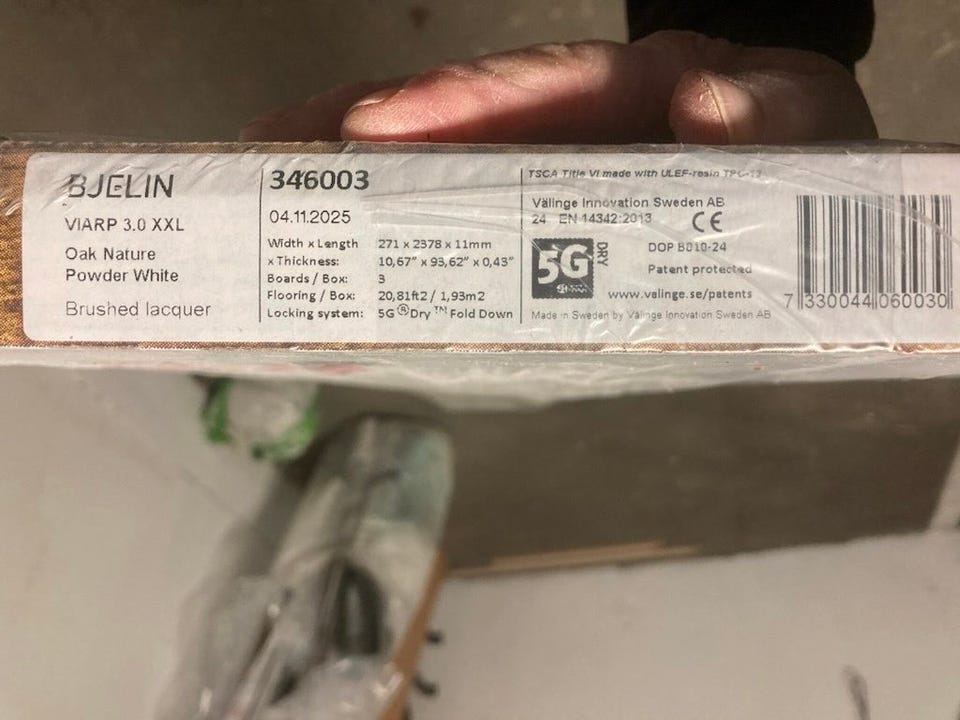 BJELIN
VIARP 3.0 XXL
Oak Nature
Powder White
Brushed lacquer
346003
04.11.2025
Width x Length 271 x 2378 x 11mm
x Thickness: 10,67" x 93,62" x 0,43"
Boards / Box: 3
Flooring / Box: 20,81ft2 / 1,93m2
Locking system: 5G®Dry™ Fold Down
TSCA Title VI made with ULEF-resin
Välinge Innovation Sweden AB
24 EN 14342:2013 CE
5G DRY
DOP B010-24
Patent protected
www.valinge.se/patents
Made in Sweden by Välinge Innovation Sweden AB
7 330044 060030